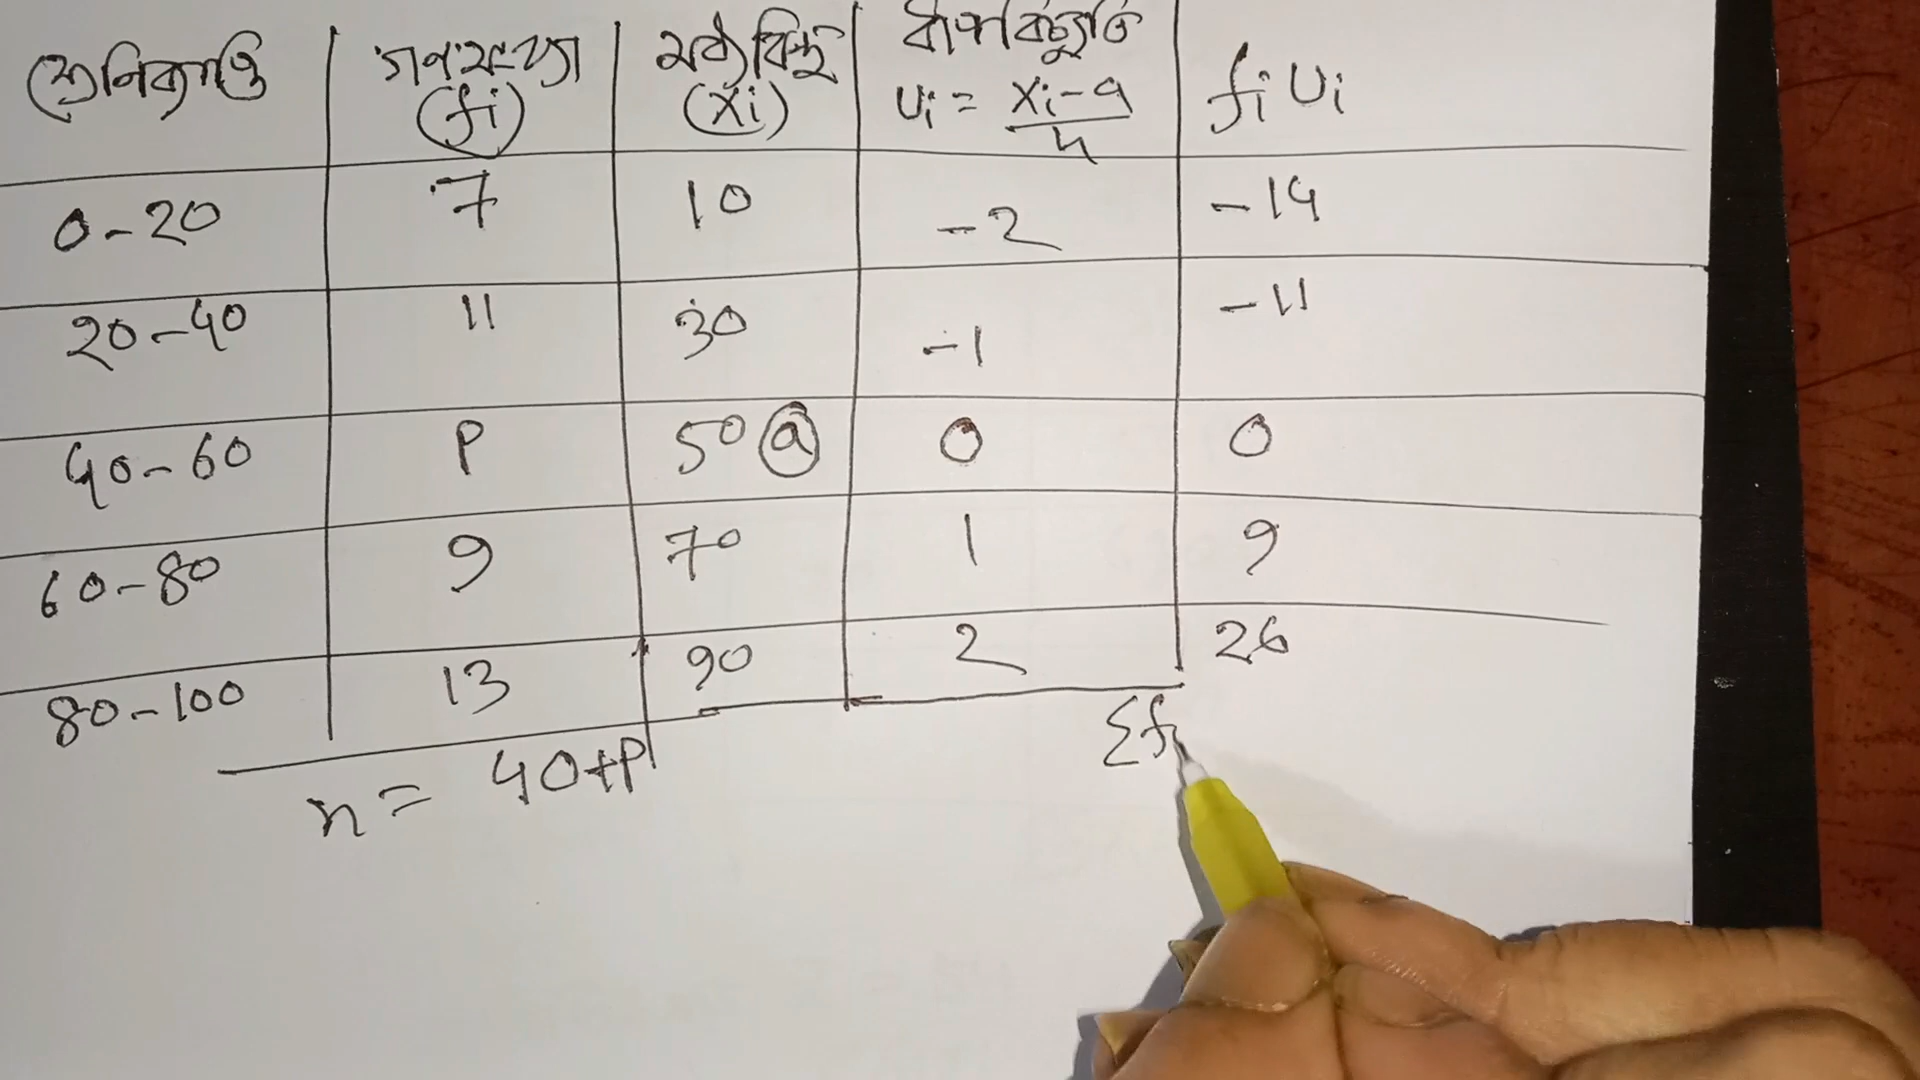 শ্রেনিব্যাপ্তি গনসংখ্যা (fi) মধ্যবিন্দু (xi) ধাপবিচ্যুতি ui = xi-a/h fi ui
0-20 7 10 -2 -14
20-40 11 30 -1 -11
40-60 P 50 a 0 0
60-80 9 70 1 9
80-100 13 90 2 26
n = 40+P Σfi